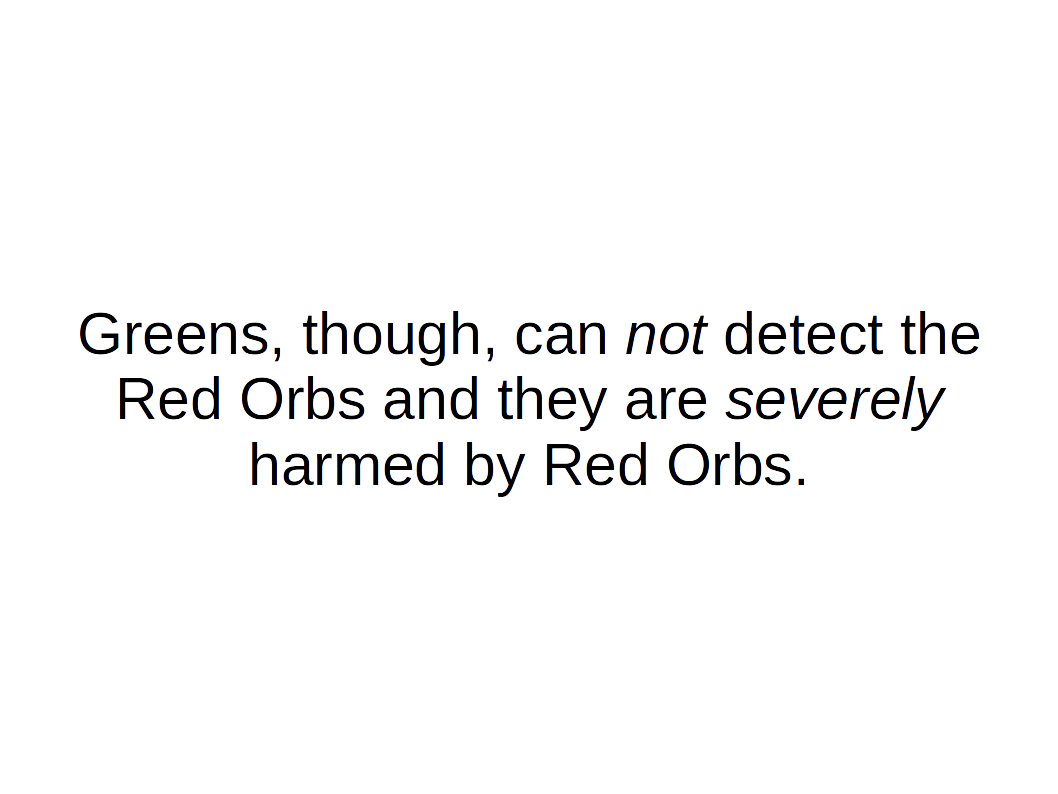 Greens, though, can not detect the
Red Orbs and they are severely
harmed by Red Orbs.